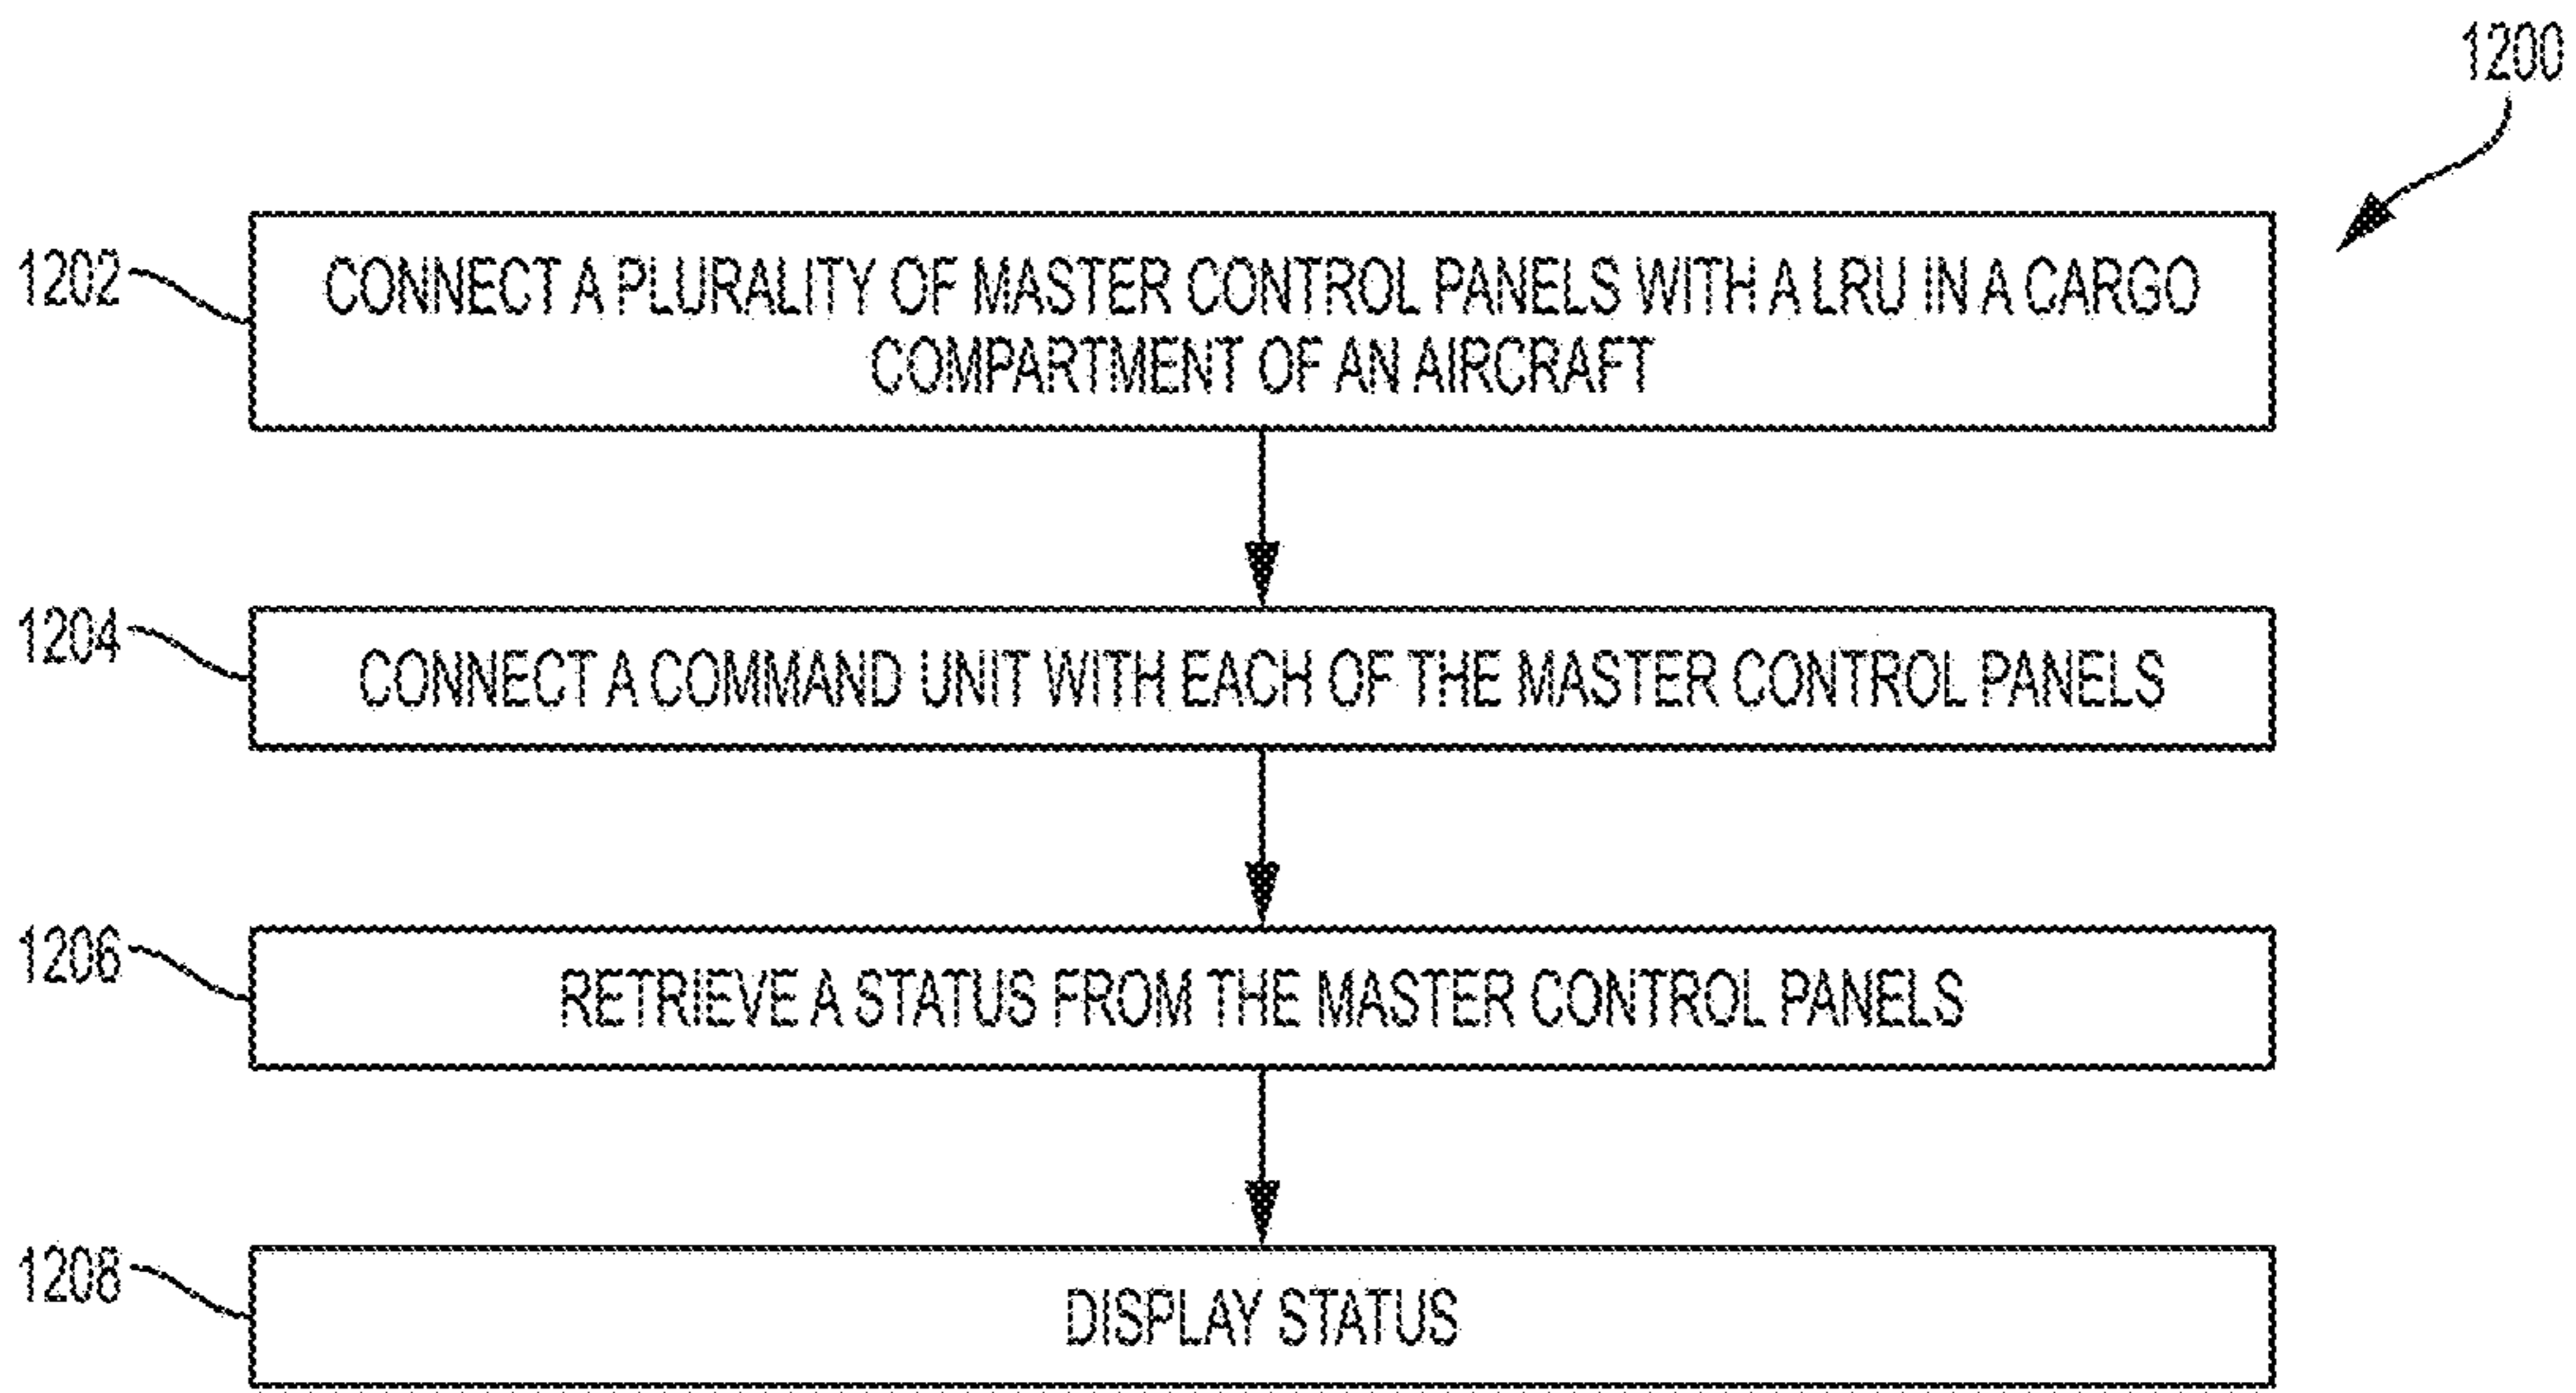 1200
1202
CONNECT A PLURALITY OF MASTER CONTROL PANELS WITH A LRU IN A CARGO
COMPARTMENT OF AN AIRCRAFT
1204
CONNECT A COMMAND UNIT WITH EACH OF THE MASTER CONTROL PANELS
1206
RETRIEVE A STATUS FROM THE MASTER CONTROL PANELS
1208
DISPLAY STATUS